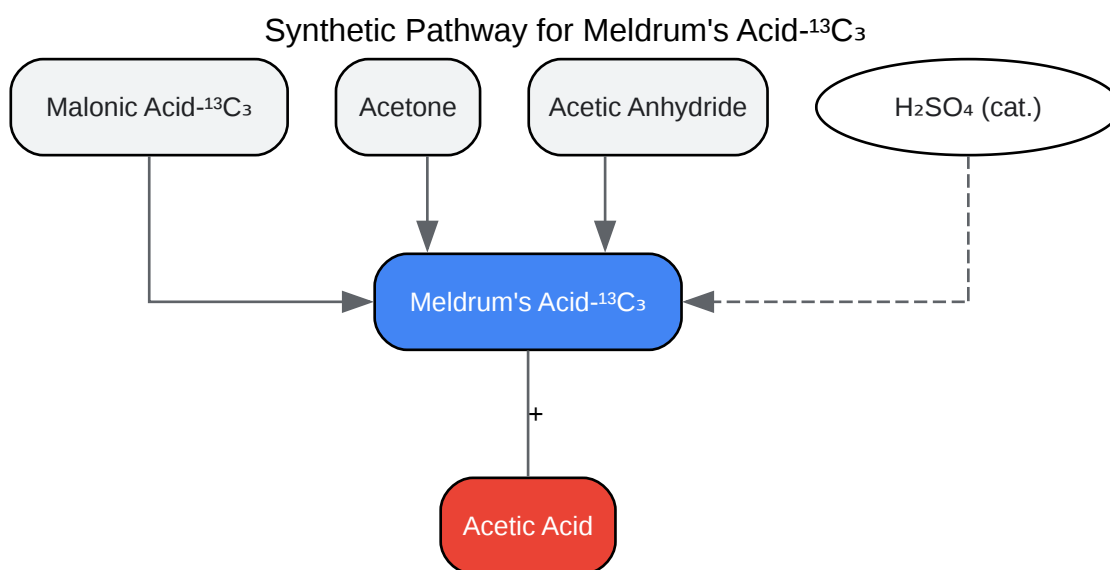 Synthetic Pathway for Meldrum's Acid-¹³C₃
Malonic Acid-¹³C₃
Acetone
Acetic Anhydride
H₂SO₄ (cat.)
Meldrum's Acid-¹³C₃
+
Acetic Acid